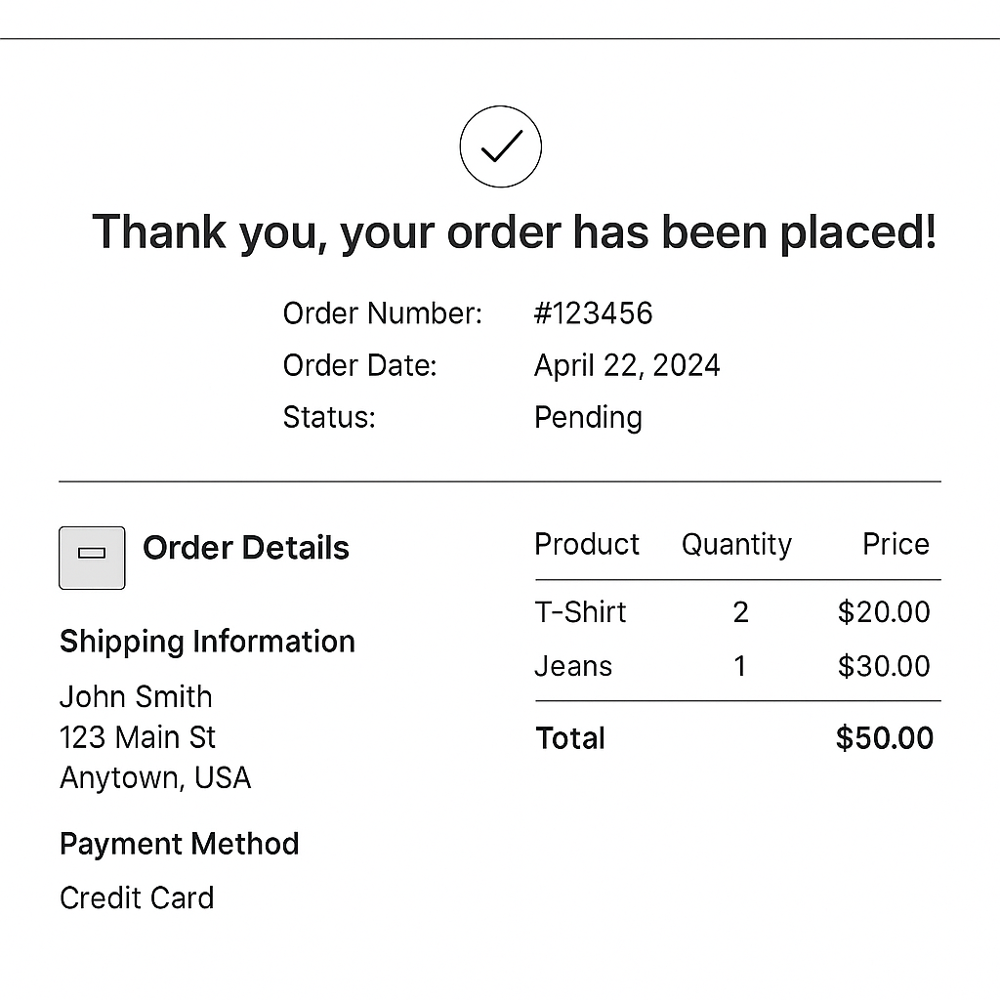 Thank you, your order has been placed!
Order Number: #123456
Order Date: April 22, 2024
Status: Pending
Order Details
Shipping Information
John Smith
123 Main St
Anytown, USA
Payment Method
Credit Card
Product Quantity Price
T-Shirt 2 $20.00
Jeans 1 $30.00
Total $50.00